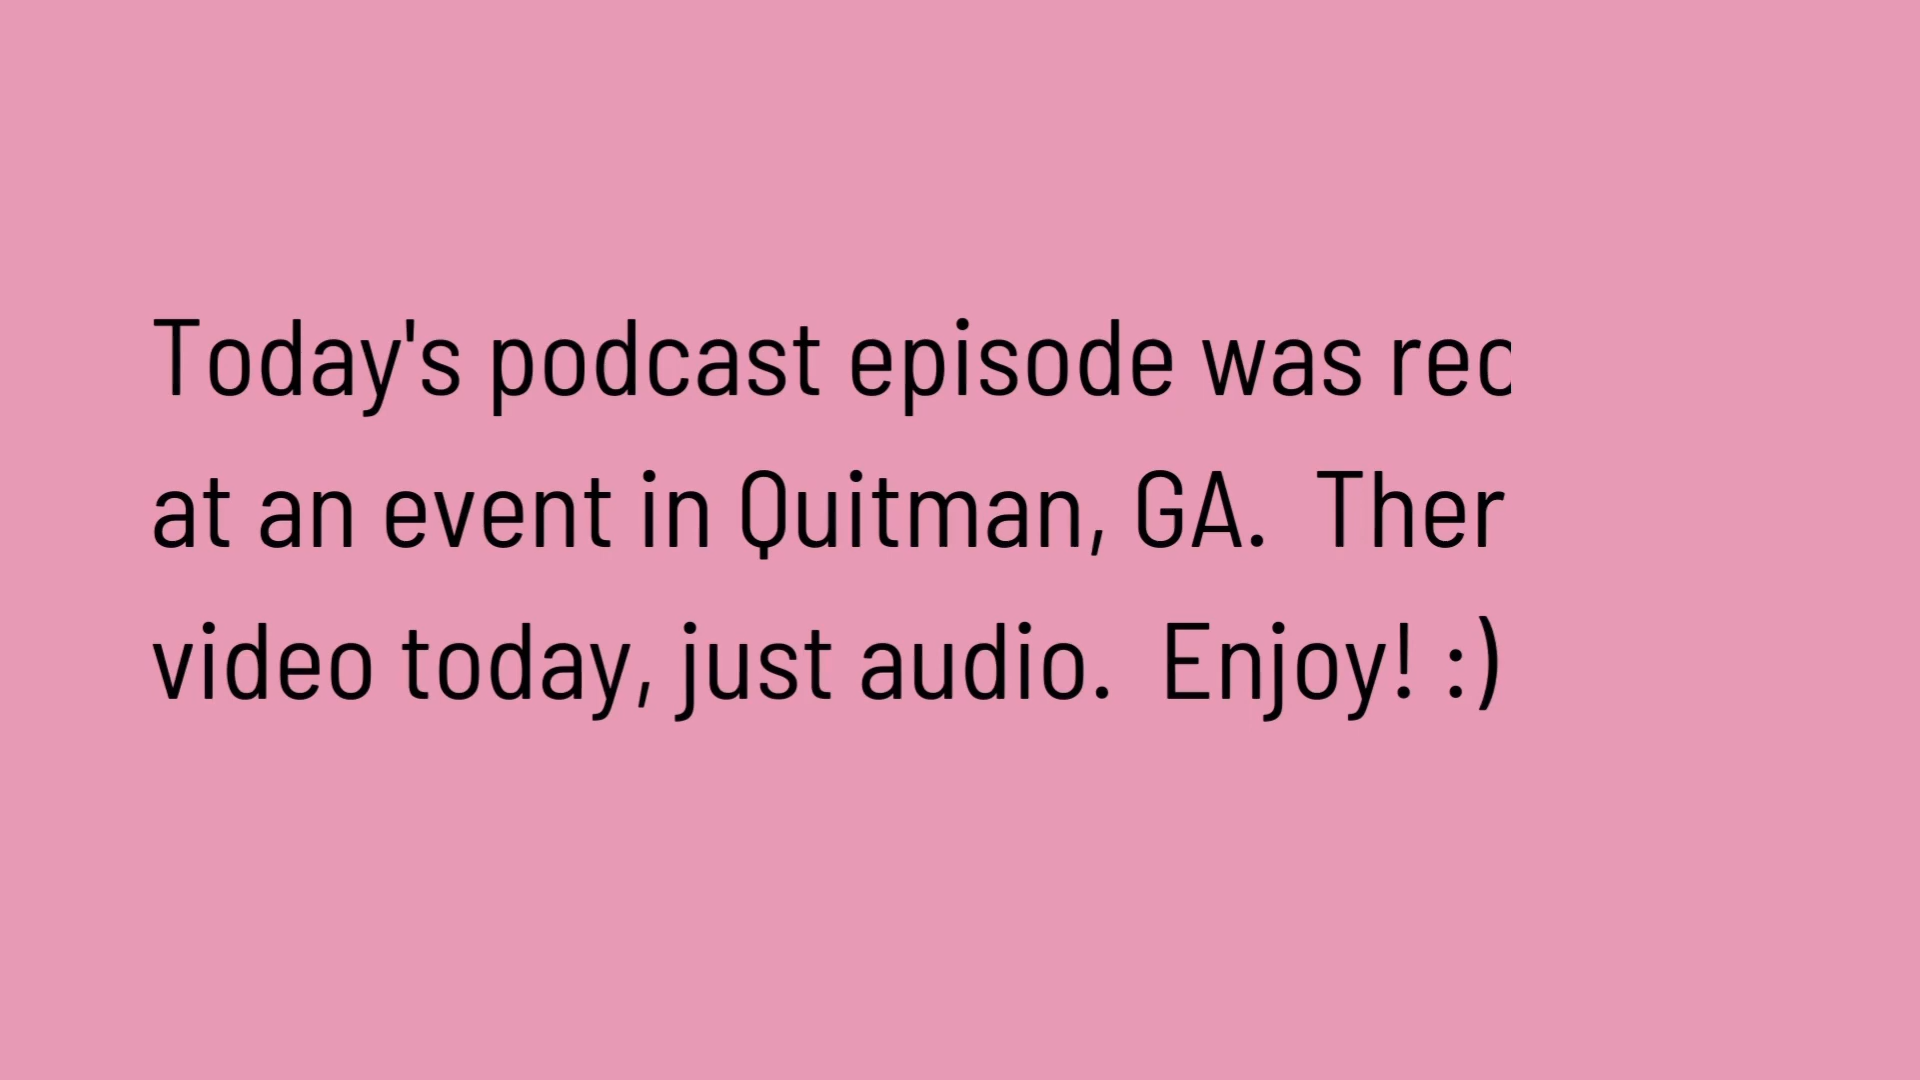 Today's podcast episode was rec
at an event in Quitman, GA.  Ther
video today, just audio.  Enjoy! :)